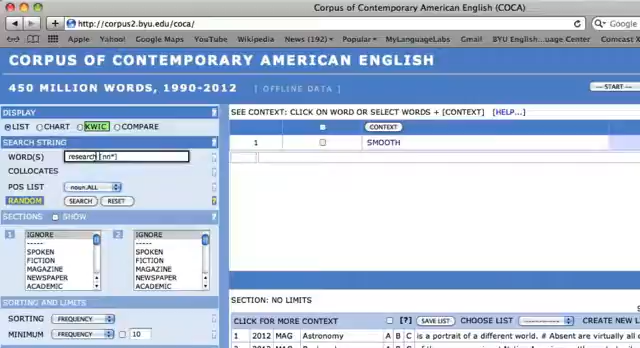 Corpus of Contemporary American English (COCA)
http://corpus2.byu.edu/coca/
Google
Apple Yahoo! Google Maps YouTube Wikipedia News (192) Popular MyLanguageLabs Gmail BYU English...uage Center Coursead
CORPUS OF CONTEMPORARY AMERICAN ENGLISH
450 MILLION WORDS, 1990-2012 [ OFFLINE DATA ]
-- START --
DISPLAY ?
LIST CHART KWIC COMPARE
SEE CONTEXT: CLICK ON WORD OR SELECT WORDS + [CONTEXT] [HELP...]
CONTEXT
SEARCH STRING
WORD(S) research [nn*]
1 SMOOTH
COLLOCATES
POS LIST noun.ALL
RANDOM SEARCH RESET ?
SECTIONS SHOW ?
1 IGNORE 2 IGNORE
----- -----
SPOKEN SPOKEN
FICTION FICTION
MAGAZINE MAGAZINE
NEWSPAPER NEWSPAPER
ACADEMIC ACADEMIC
SECTION: NO LIMITS
SORTING AND LIMITS
SORTING FREQUENCY
MINIMUM FREQUENCY 10
CLICK FOR MORE CONTEXT [?] SAVE LIST CHOOSE LIST CREATE NEW L
1 2012 MAG Astronomy A B C is a portrait of a different world. # Absent are virtually all